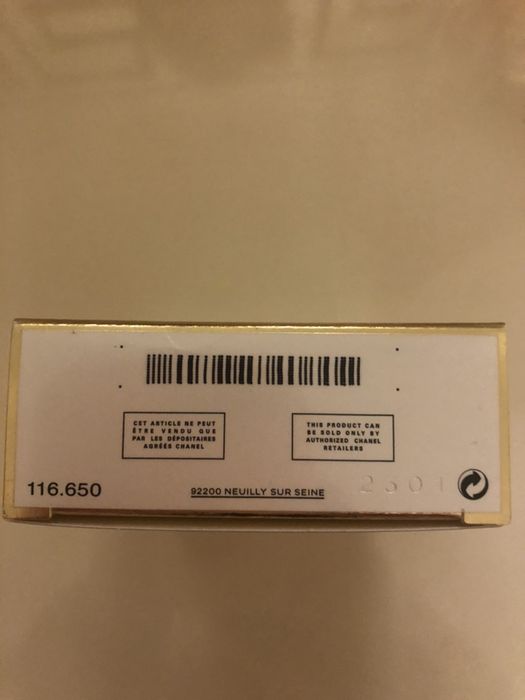 CET ARTICLE NE PEUT
ÊTRE VENDU QUE
PAR LES DÉPOSITAIRES
AGRÉÉS CHANEL
THIS PRODUCT CAN
BE SOLD ONLY BY
AUTHORIZED CHANEL
RETAILERS
116.650
92200 NEUILLY SUR SEINE
2301